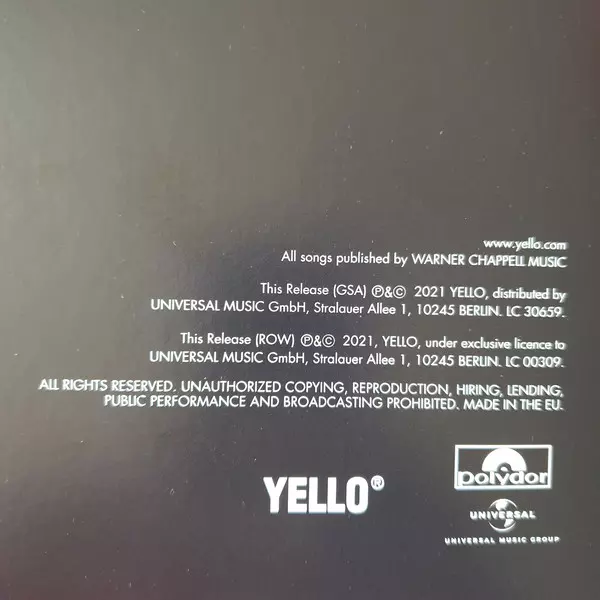 www.yello.com
All songs published by WARNER CHAPPELL MUSIC
This Release (GSA) ℗&© 2021 YELLO, distributed by
UNIVERSAL MUSIC GmbH, Stralauer Allee 1, 10245 BERLIN. LC 30659.
This Release (ROW) ℗&© 2021, YELLO, under exclusive licence to
UNIVERSAL MUSIC GmbH, Stralauer Allee 1, 10245 BERLIN. LC 00309.
ALL RIGHTS RESERVED. UNAUTHORIZED COPYING, REPRODUCTION, HIRING, LENDING,
PUBLIC PERFORMANCE AND BROADCASTING PROHIBITED. MADE IN THE EU.
YELLO®
polydor
UNIVERSAL
UNIVERSAL MUSIC GROUP